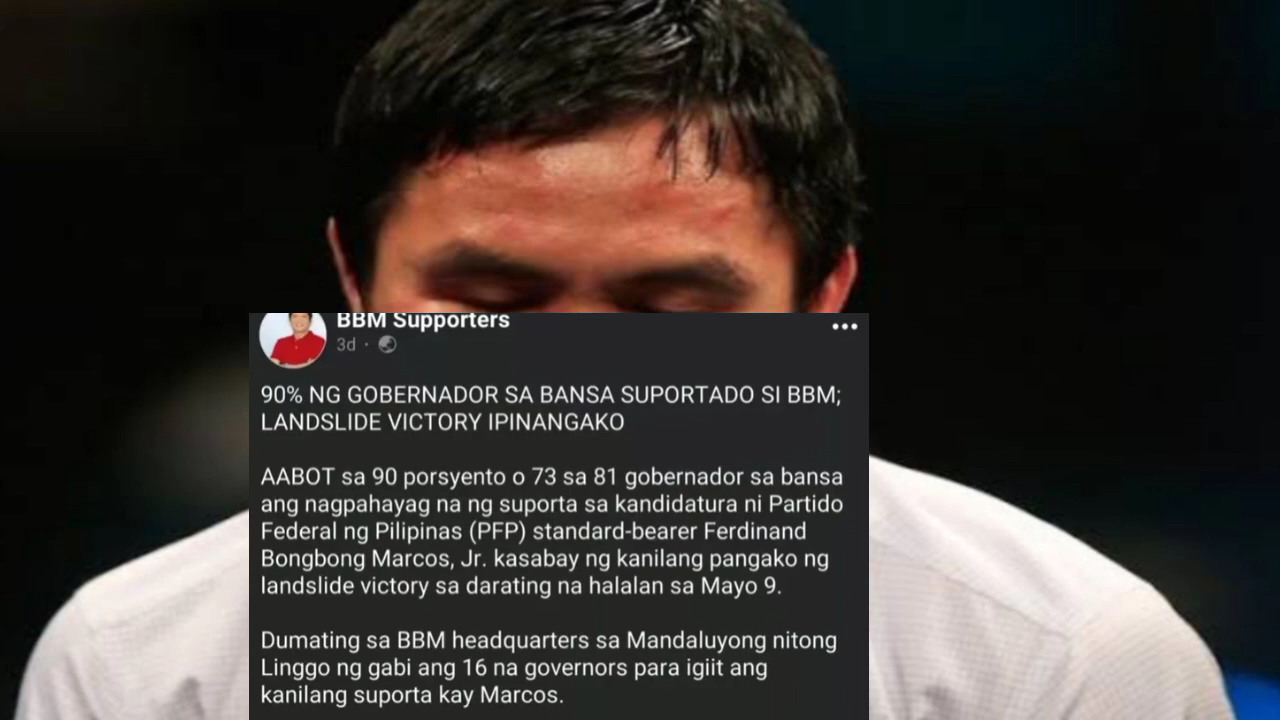 BBM Supporters
3d ·
90% NG GOBERNADOR SA BANSA SUPORTADO SI BBM;
LANDSLIDE VICTORY IPINANGAKO
AABOT sa 90 porsyento o 73 sa 81 gobernador sa bansa
ang nagpahayag na ng suporta sa kandidatura ni Partido
Federal ng Pilipinas (PFP) standard-bearer Ferdinand
Bongbong Marcos, Jr. kasabay ng kanilang pangako ng
landslide victory sa darating na halalan sa Mayo 9.
Dumating sa BBM headquarters sa Mandaluyong nitong
Linggo ng gabi ang 16 na governors para igiit ang
kanilang suporta kay Marcos.